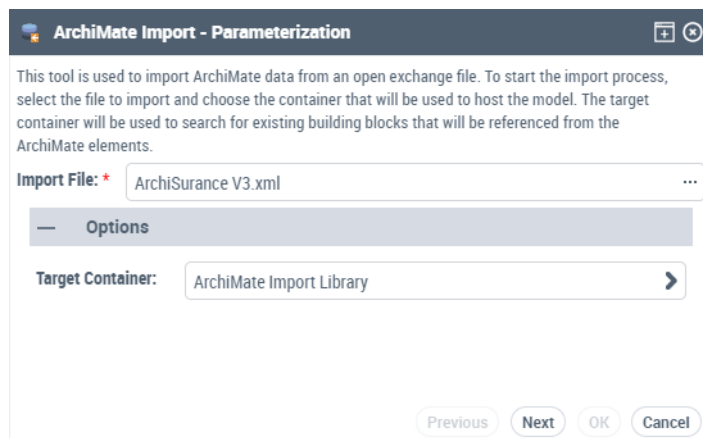 ArchiMate Import - Parameterization
This tool is used to import ArchiMate data from an open exchange file. To start the import process,
select the file to import and choose the container that will be used to host the model. The target
container will be used to search for existing building blocks that will be referenced from the
ArchiMate elements.
Import File: * ArchiSurance V3.xml ...
Options
Target Container: ArchiMate Import Library
Previous Next OK Cancel